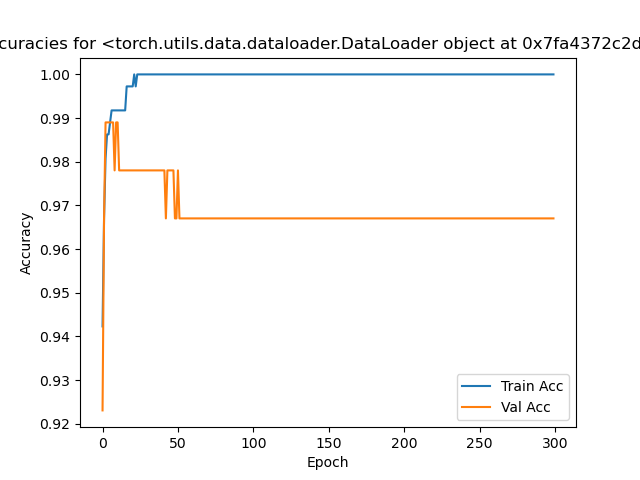 curacies for <torch.utils.data.dataloader.DataLoader object at 0x7fa4372c2d
1.00
0.99
0.98
0.97
0.96
0.95
0.94
0.93
0.92
Accuracy
Train Acc
Val Acc
0 50 100 150 200 250 300
Epoch